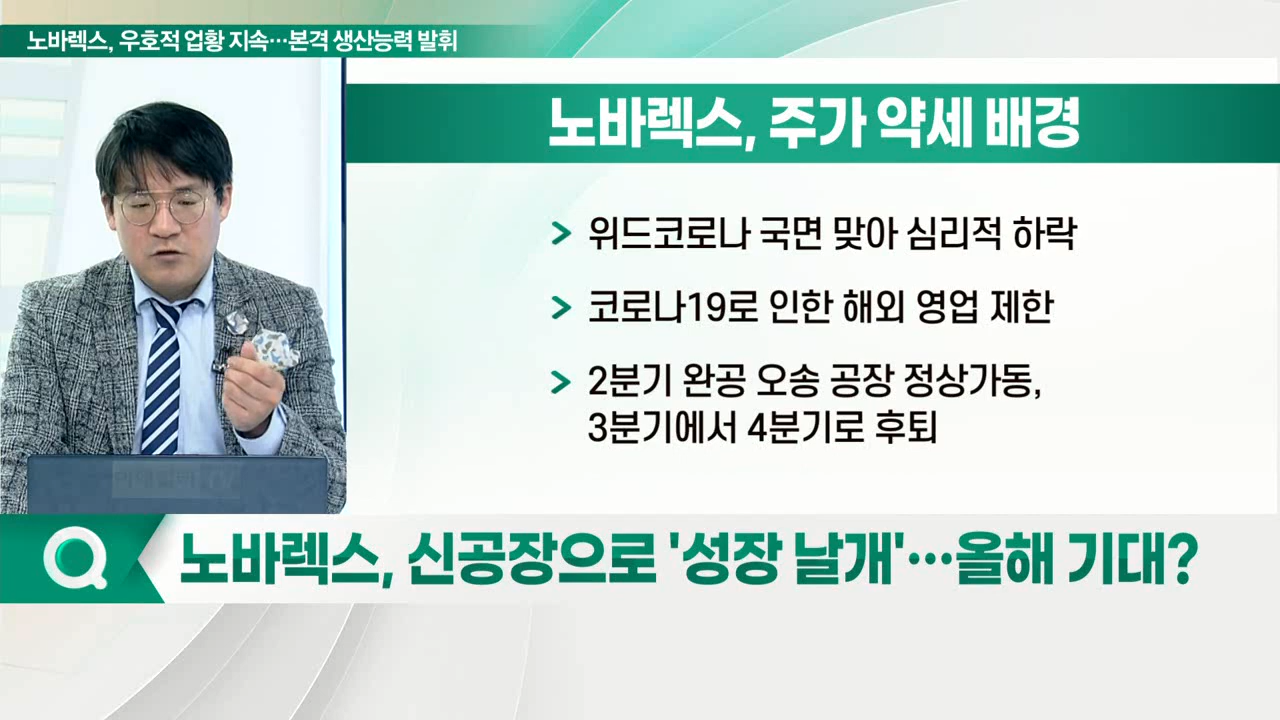 노바렉스, 우호적 업황 지속…본격 생산능력 발휘
노바렉스, 주가 약세 배경
> 위드코로나 국면 맞아 심리적 하락
> 코로나19로 인한 해외 영업 제한
> 2분기 완공 오송 공장 정상가동,
3분기에서 4분기로 후퇴
이데일리 TV
Q 노바렉스, 신공장으로 '성장 날개'…올해 기대?